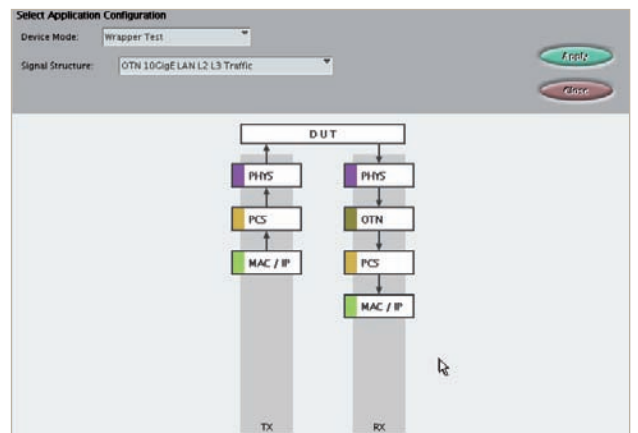 Select Application Configuration
Device Mode: Wrapper Test
Apply
Signal Structure: OTN 10GigE LAN L2 L3 Traffic
Close
DUT
PHYS PHYS
PCS OTN
MAC / IP PCS
MAC / IP
TX RX